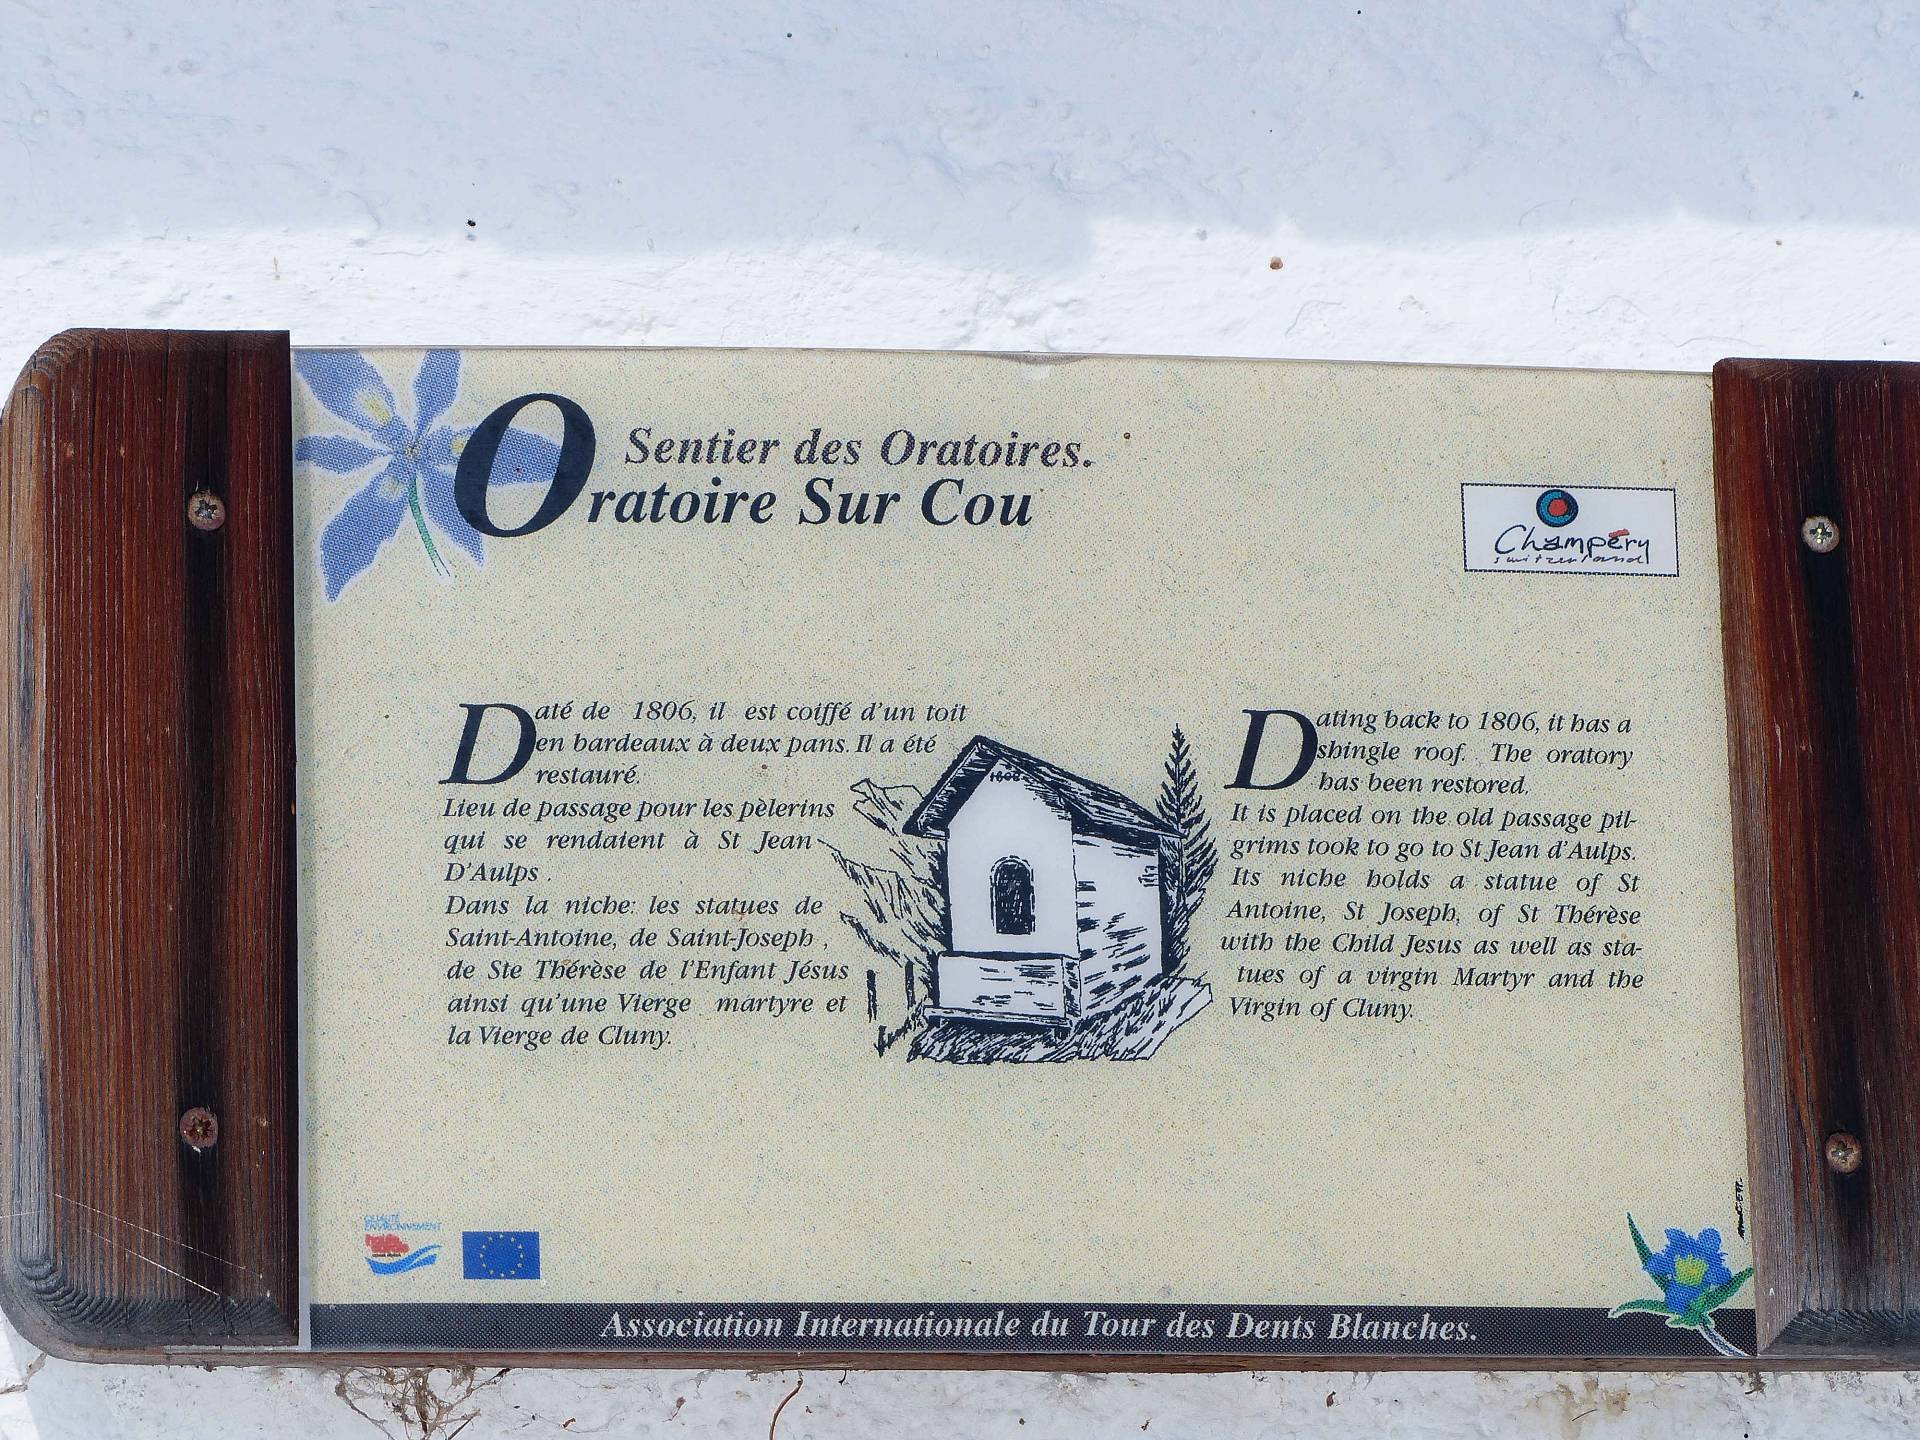 Sentier des Oratoires.
Oratoire Sur Cou
Champéry
switzerland
Daté de 1806, il est coiffé d'un toit
en bardeaux à deux pans. Il a été
restauré.
Lieu de passage pour les pèlerins
qui se rendaient à St Jean
D'Aulps .
Dans la niche: les statues de
Saint-Antoine, de Saint-Joseph ,
de Ste Thérèse de l'Enfant Jésus
ainsi qu'une Vierge martyre et
la Vierge de Cluny.
1806
Dating back to 1806, it has a
shingle roof. The oratory
has been restored.
It is placed on the old passage pil-
grims took to go to St Jean d'Aulps.
Its niche holds a statue of St
Antoine, St Joseph, of St Thérèse
with the Child Jesus as well as sta-
tues of a virgin Martyr and the
Virgin of Cluny.
QUALITÉ
ENVIRONNEMENT
Association Internationale du Tour des Dents Blanches.